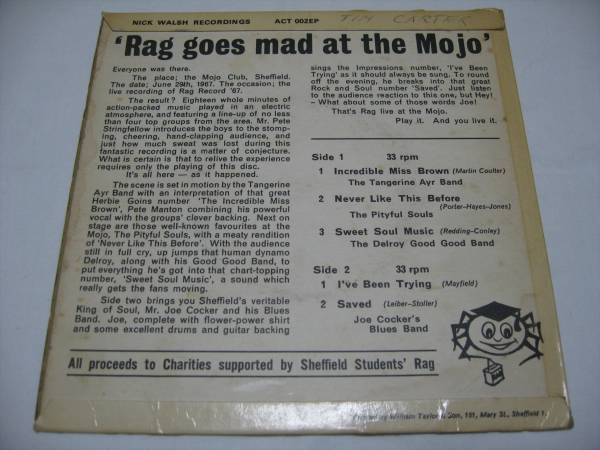 NICK WALSH RECORDINGS ACT 002EP TIM CARTER
'Rag goes mad at the Mojo'
Everyone was there.
The place; the Mojo Club, Sheffield.
The date; June 29th, 1967. The occasion; the
live recording of Rag Record '67.
The result? Eighteen whole minutes of
action-packed music played in an electric
atmosphere, and featuring a line-up of no less
than four top groups from the area. Mr. Pete
Stringfellow introduces the boys to the stomp-
ing, cheering, hand-clapping audience, and
just how much sweat was lost during this
fantastic recording is a matter of conjecture.
What is certain is that to relive the experience
requires only the playing of this disc.
It's all here — as it happened.
The scene is set in motion by the Tangerine
Ayr Band with an interpretation of that great
Herbie Goins number 'The Incredible Miss
Brown', Pete Manton combining his powerful
vocal with the groups' clever backing. Next on
stage are those well-known favourites at the
Mojo, The Pityful Souls, with a meaty rendition
of 'Never Like This Before'. With the audience
still in full cry, up jumps that human dynamo
Delroy, along with his Good Good Band, to
put everything he's got into that chart-topping
number, 'Sweet Soul Music', a sound which
really gets the fans moving.
Side two brings you Sheffield's veritable
King of Soul, Mr. Joe Cocker and his Blues
Band. Joe, complete with flower-power shirt
and some excellent drums and guitar backing
sings the Impressions number, 'I've Been
Trying' as it should always be sung. To round
off the evening, he breaks into that great
Rock and Soul number 'Saved'. Just listen
to the audience reaction to this one, but Hey!
– What about some of those words Joe!
That's Rag live at the Mojo.
Play it. And you live it.
Side 1 33 rpm
1 Incredible Miss Brown (Martin Coulter)
The Tangerine Ayr Band
2 Never Like This Before
(Porter-Hayes-Jones)
The Pityful Souls
3 Sweet Soul Music (Redding-Conley)
The Delroy Good Good Band
Side 2 33 rpm
1 I've Been Trying (Mayfield)
2 Saved (Leiber-Stoller)
Joe Cocker's
Blues Band
All proceeds to Charities supported by Sheffield Students' Rag
Printed by William Taylor & Son, 191, Mary St., Sheffield 1.